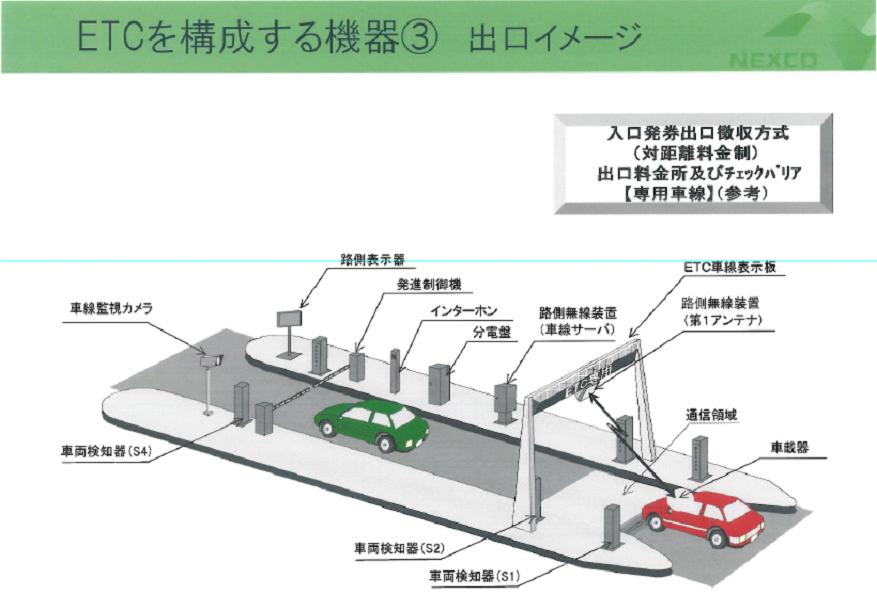 ETCを構成する機器③ 出口イメージ
NEXCO
入口発券出口徴収方式
(対距離料金制)
出口料金所及びチェックバリア
【専用車線】(参考)
路側表示器
発進制御機
インターホン
分電盤
路側無線装置
(車線サーバ)
ETC車線表示板
路側無線装置
(第1アンテナ)
車線監視カメラ
ETC専用
通信領域
車載器
車両検知器(S4)
車両検知器(S2)
車両検知器(S1)